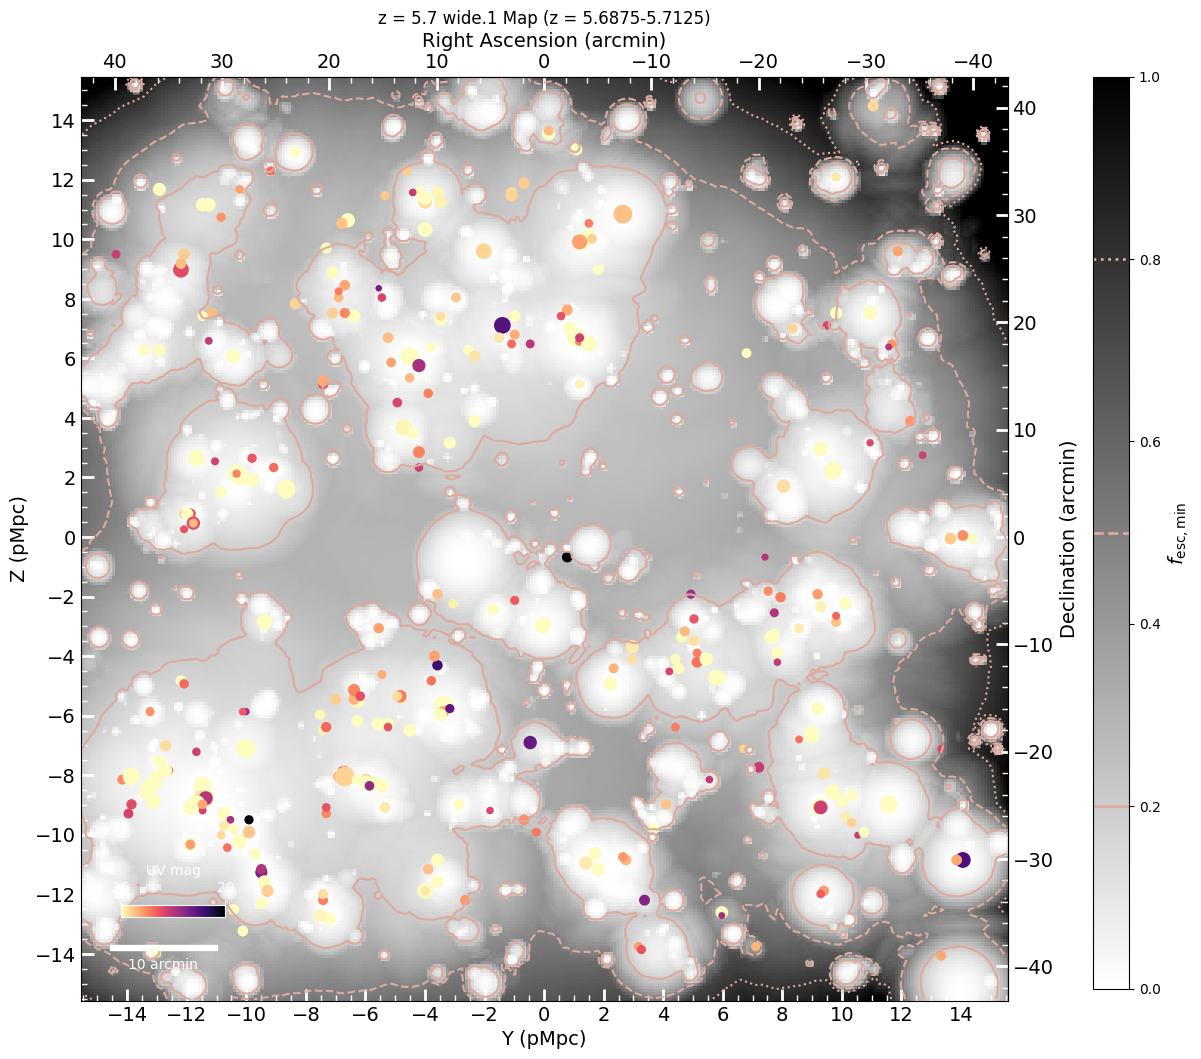 z = 5.7 wide.1 Map (z = 5.6875-5.7125)
Right Ascension (arcmin)
40 30 20 10 0 −10 −20 −30 −40
14 12 10 8 6 4 2 0 −2 −4 −6 −8 −10 −12 −14
Z (pMpc)
−14 −12 −10 −8 −6 −4 −2 0 2 4 6 8 10 12 14
Y (pMpc)
40 30 20 10 0 −10 −20 −30 −40
Declination (arcmin)
UV mag
20
10 arcmin
1.0
0.8
0.6
0.4
0.2
0.0
fesc,min